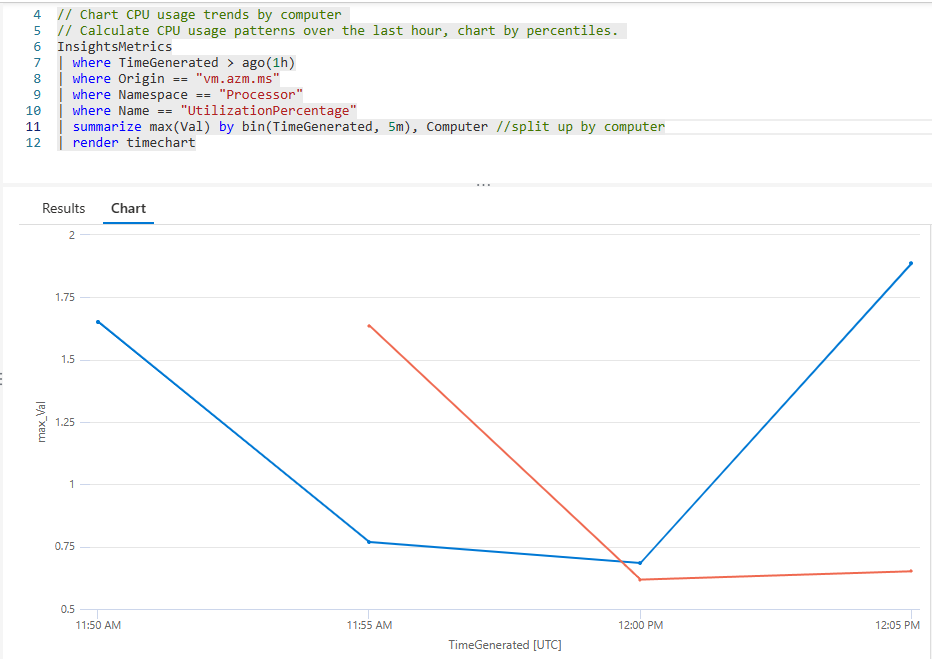 4 // Chart CPU usage trends by computer
5 // Calculate CPU usage patterns over the last hour, chart by percentiles.
6 InsightsMetrics
7 | where TimeGenerated > ago(1h)
8 | where Origin == "vm.azm.ms"
9 | where Namespace == "Processor"
10 | where Name == "UtilizationPercentage"
11 | summarize max(Val) by bin(TimeGenerated, 5m), Computer //split up by computer
12 | render timechart
...
Results Chart
2
1.75
1.5
1.25
1
0.75
0.5
max_Val
11:50 AM 11:55 AM 12:00 PM 12:05 PM
TimeGenerated [UTC]